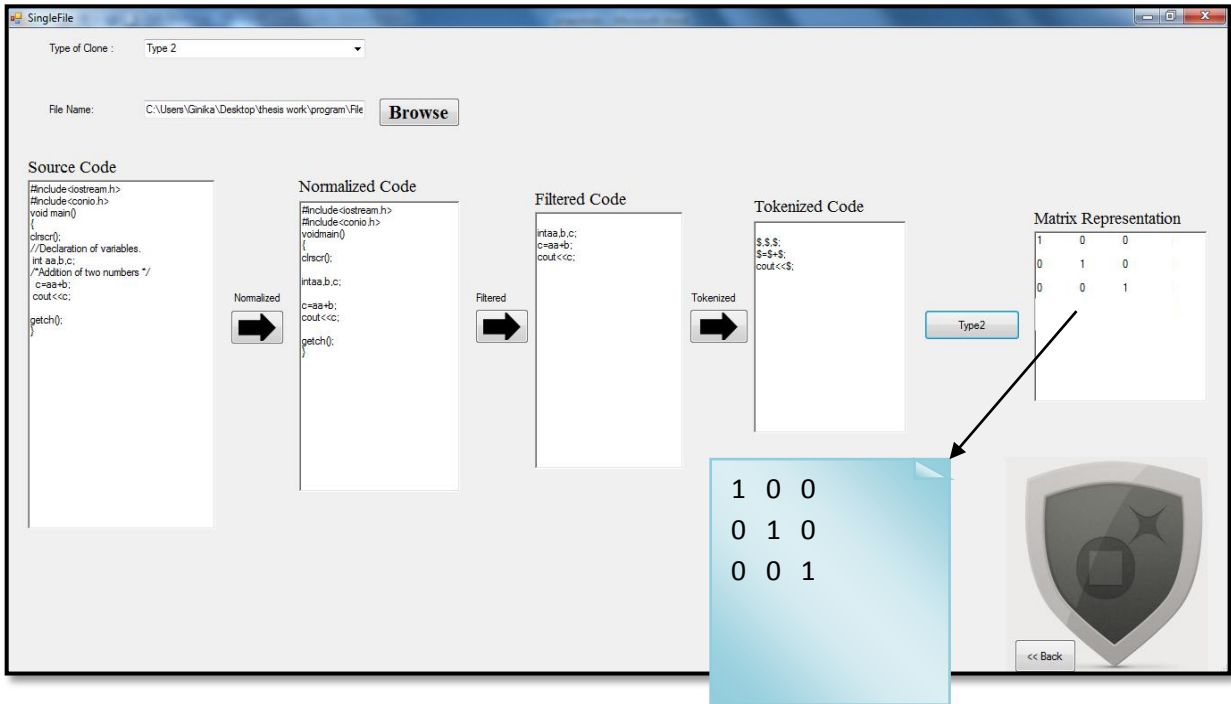 SingleFile
Type of Clone :
Type 2
File Name:
C:\Users\Ginika\Desktop\thesis work\program\File
Browse
Source Code
#include<iostream.h>
#include<conio.h>
void main()
{
clrscr();
//Declaration of variables.
int aa,b,c;
/*Addition of two numbers */
c=aa+b;
cout<<c;
getch();
}
Normalized
Normalized Code
#include<iostream.h>
#include<conio.h>
voidmain()
{
clrscr();
intaa,b,c;
c=aa+b;
cout<<c;
getch();
}
Filtered
Filtered Code
intaa,b,c;
c=aa+b;
cout<<c;
Tokenized
Tokenized Code
$,$,$;
$=$+$;
cout<<$;
Type2
Matrix Representation
1 0 0
0 1 0
0 0 1
1 0 0
0 1 0
0 0 1
<< Back